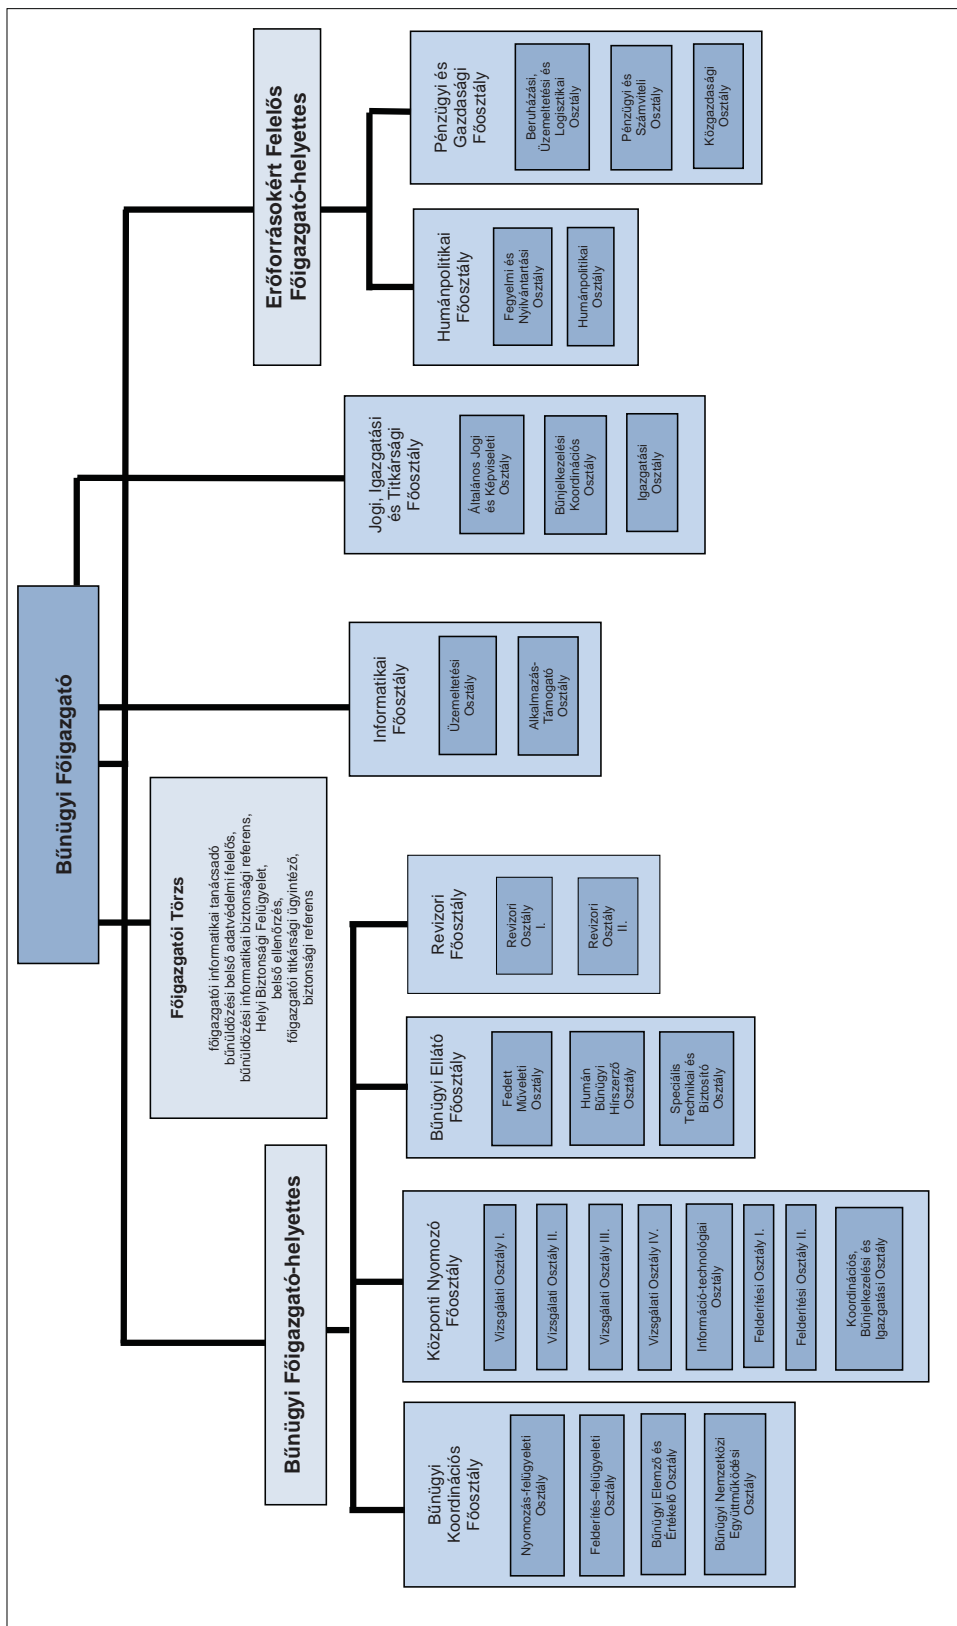 Bűnügyi Főigazgató
Főigazgatói Törzs
főigazgatói informatikai tanácsadó
bűnüldözési belső adatvédelmi felelős,
bűnüldözési informatikai biztonsági referens,
Helyi Biztonsági Felügyelet,
belső ellenőrzés,
főigazgatói titkársági ügyintéző,
biztonsági referens
Bűnügyi Főigazgató-helyettes
Erőforrásokért Felelős
Főigazgató-helyettes
Bűnügyi
Koordinációs
Főosztály
Nyomozás-felügyeleti
Osztály
Felderítés–felügyeleti
Osztály
Bűnügyi Elemző és
Értékelő Osztály
Bűnügyi Nemzetközi
Együttműködési
Osztály
Központi Nyomozó
Főosztály
Vizsgálati Osztály I.
Vizsgálati Osztály II.
Vizsgálati Osztály III.
Vizsgálati Osztály IV.
Információ-technológiai
Osztály
Felderítési Osztály I.
Felderítési Osztály II.
Koordinációs,
Bűnjelkezelési és
Igazgatási Osztály
Bűnügyi Ellátó
Főosztály
Fedett
Műveleti
Osztály
Humán
Bűnügyi
Hírszerző
Osztály
Speciális
Technikai és
Biztosító
Osztály
Revizori
Főosztály
Revizori
Osztály
I.
Revizori
Osztály
II.
Informatikai
Főosztály
Üzemeltetési
Osztály
Alkalmazás-
Támogató
Osztály
Jogi, Igazgatási
és Titkársági
Főosztály
Általános Jogi
és Képviseleti
Osztály
Bűnjelkezelési
Koordinációs
Osztály
Igazgatási
Osztály
Humánpolitikai
Főosztály
Fegyelmi és
Nyilvántartási
Osztály
Humánpolitikai
Osztály
Pénzügyi és
Gazdasági
Főosztály
Beruházási,
Üzemeltetési és
Logisztikai
Osztály
Pénzügyi és
Számviteli
Osztály
Közgazdasági
Osztály